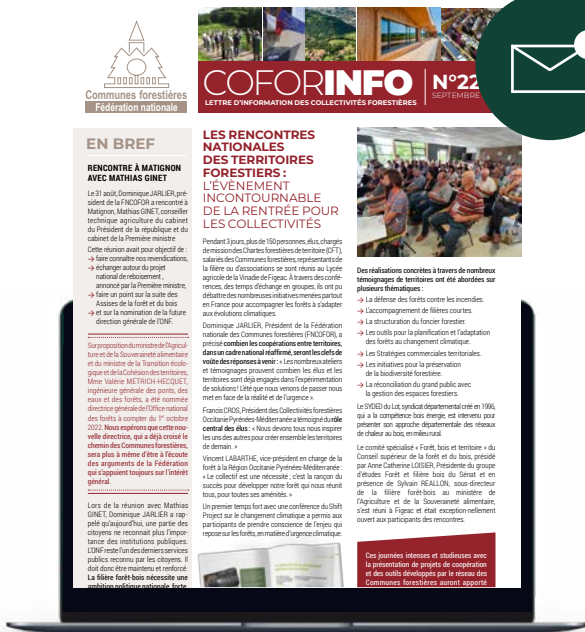 Communes forestières
Fédération nationale
COFORINFO
LETTRE D'INFORMATION DES COLLECTIVITÉS FORESTIÈRES
N°22
SEPTEMBRE
EN BREF
RENCONTRE À MATIGNON
AVEC MATHIAS GINET
Le 31 août, Dominique JARLIER, pré-
sident de la FNCOFOR a rencontré à
Matignon, Mathias GINET, conseiller
technique agriculture du cabinet
du Président de la république et du
cabinet de la Première ministre
Cette réunion avait pour objectif de :
→ faire connaître nos revendications,
→ échanger autour du projet
national de reboisement ,
annoncé par la Première ministre,
→ faire un point sur la suite des
Assises de la forêt et du bois
→ et sur la nomination de la future
direction générale de l'ONF.
Sur proposition du ministre de l'Agricul-
ture et de la Souveraineté alimentaire
et du ministre de la Transition écolo-
gique et de la Cohésion des territoires,
Mme Valérie METRICH-HECQUET,
ingénieure générale des ponts, des
eaux et des forêts, a été nommée
directrice générale de l'Office national
des forêts à compter du 1er octobre
2022. Nous espérons que cette nou-
velle directrice, qui a déjà croisé le
chemin des Communes forestières,
sera plus à même d'être à l'écoute
des arguments de la Fédération
qui s'appuient toujours sur l'intérêt
général.
Lors de la réunion avec Mathias
GINET, Dominique JARLIER a rap-
pelé qu'aujourd'hui, une partie des
citoyens ne reconnait plus l'impor-
tance des institutions publiques.
L'ONF reste l'un des derniers services
publics reconnu par les citoyens. Il
doit donc être maintenu et renforcé.
La filière forêt-bois nécessite une
ambition politique nationale, forte,
LES RENCONTRES
NATIONALES
DES TERRITOIRES
FORESTIERS :
L'ÉVÈNEMENT
INCONTOURNABLE
DE LA RENTRÉE POUR
LES COLLECTIVITÉS
Pendant 3 jours, plus de 150 personnes, élus, chargés
de mission des Chartes forestières de territoire (CFT),
salariés des Communes forestières, représentants de
la filière ou d'associations se sont réunis au Lycée
agricole de la Vinadie de Figeac. À travers des confé-
rences, des temps d'échange en groupes, ils ont pu
débattre des nombreuses initiatives menées partout
en France pour accompagner les forêts à s'adapter
aux évolutions climatiques.
Dominique JARLIER, Président de la Fédération
nationale des Communes forestières (FNCOFOR), a
précisé combien les coopérations entre territoires,
dans un cadre national réaffirmé, seront les clefs de
voûte des réponses à venir : « Les nombreux ateliers
et témoignages prouvent combien les élus et les
territoires sont déjà engagés dans l'expérimentation
de solutions! L'été que nous venons de passer nous
met en face de la réalité et de l'urgence ».
Francis CROS, Président des Collectivités forestières
Occitanie Pyrénées-Méditerranée a témoigné du rôle
central des élus : « Nous devons tous nous inspirer
les uns des autres pour créer ensemble les territoires
de demain. »
Vincent LABARTHE, vice-président en charge de la
forêt à la Région Occitanie Pyrénées-Méditerranée :
« Le collectif est une nécessité ; c'est la rançon du
succès pour développer notre forêt qui nous réunit
tous, pour toutes ses aménités. »
Un premier temps fort avec une conférence du Shift
Project sur le changement climatique a permis aux
participants de prendre conscience de l'enjeu qui
repose sur les forêts, en matière d'urgence climatique.
Des réalisations concrètes à travers de nombreux
témoignages de territoires ont été abordées sur
plusieurs thématiques :
→ La défense des forêts contre les incendies.
→ L'accompagnement de filières courtes.
→ La structuration du foncier forestier.
→ Les outils pour la planification et l'adaptation
des forêts au changement climatique.
→ Les Stratégies commerciales territoriales.
→ Les initiatives pour la préservation
de la biodiversité forestière.
→ La réconciliation du grand public avec
la gestion des espaces forestiers.
Le SYDED du Lot, syndicat départemental créé en 1996,
qui a la compétence bois énergie, est intervenu pour
présenter son approche départementale des réseaux
de chaleur au bois, en milieu rural.
Le comité spécialisé « Forêt, bois et territoire » du
Conseil supérieur de la forêt et du bois, présidé
par Anne Catherine LOISIER, Présidente du groupe
d'études Forêt et filière bois du Sénat et en
présence de Sylvain REALLON, sous-directeur
de la filière forêt-bois au ministère de
l'Agriculture et de la Souveraineté alimentaire,
s'est réuni à Figeac et était exception-nellement
ouvert aux participants des rencontres.
Ces journées intenses et studieuses avec
la présentation de projets de coopération
et des outils développés par le réseau des
Communes forestières auront apporté